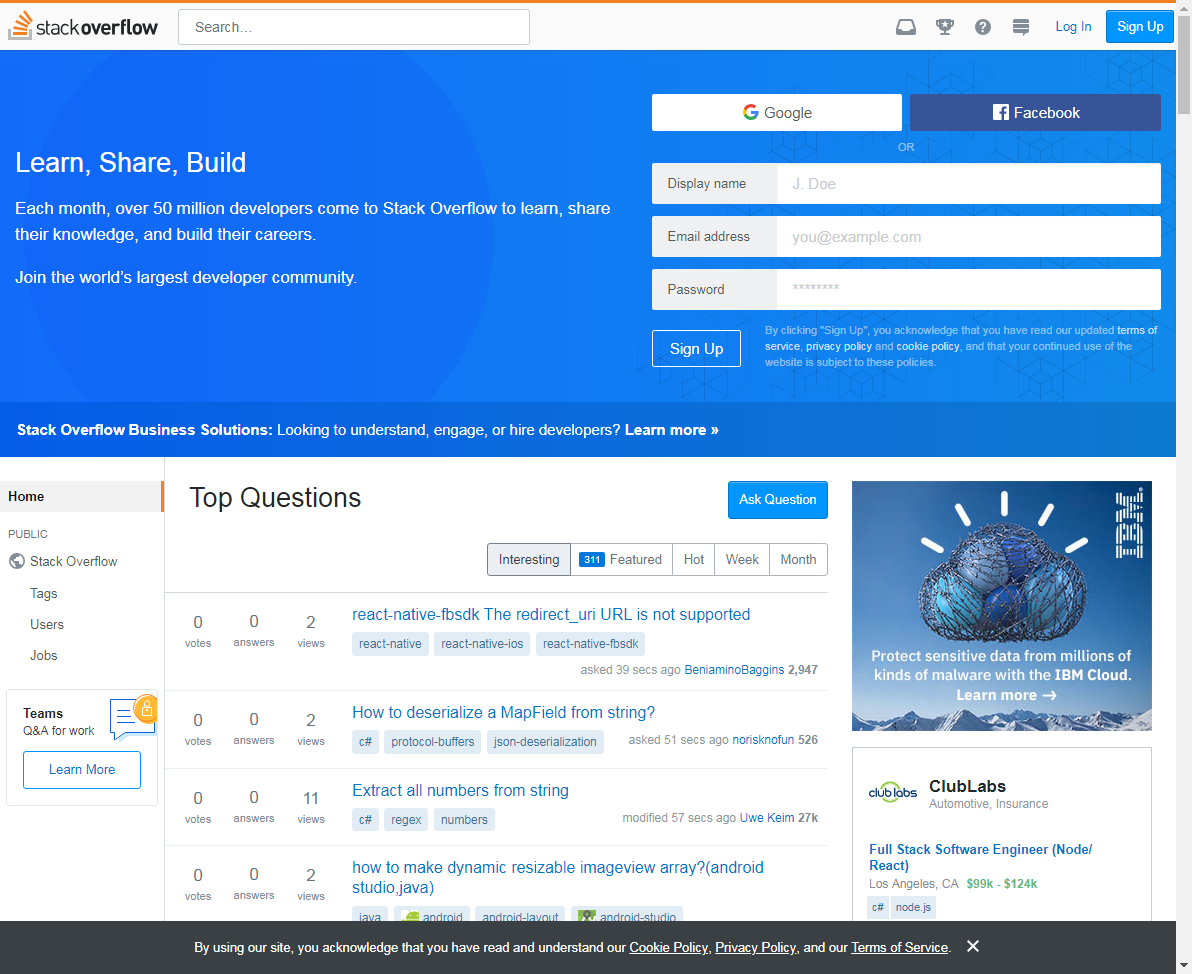 stackoverflow
Search…
Log In
Sign Up
Google
Facebook
OR
Learn, Share, Build
Each month, over 50 million developers come to Stack Overflow to learn, share
their knowledge, and build their careers.
Join the world’s largest developer community.
Display name
J. Doe
Email address
you@example.com
Password
********
Sign Up
By clicking "Sign Up", you acknowledge that you have read our updated terms of
service, privacy policy and cookie policy, and that your continued use of the
website is subject to these policies.
Stack Overflow Business Solutions: Looking to understand, engage, or hire developers? Learn more »
Home
PUBLIC
Stack Overflow
Tags
Users
Jobs
Teams
Q&A for work
Learn More
Top Questions
Ask Question
Interesting
311 Featured
Hot
Week
Month
0 votes
0 answers
2 views
react-native-fbsdk The redirect_uri URL is not supported
react-native react-native-ios react-native-fbsdk
asked 39 secs ago BeniaminoBaggins 2,947
0 votes
0 answers
2 views
How to deserialize a MapField from string?
c# protocol-buffers json-deserialization
asked 51 secs ago norisknofun 526
0 votes
0 answers
11 views
Extract all numbers from string
c# regex numbers
modified 57 secs ago Uwe Keim 27k
0 votes
0 answers
2 views
how to make dynamic resizable imageview array?(android
studio,java)
java android android-layout android-studio
IBM
Protect sensitive data from millions of
kinds of malware with the IBM Cloud.
Learn more →
club labs
ClubLabs
Automotive, Insurance
Full Stack Software Engineer (Node/
React)
Los Angeles, CA $99k - $124k
c# node.js
By using our site, you acknowledge that you have read and understand our Cookie Policy, Privacy Policy, and our Terms of Service.